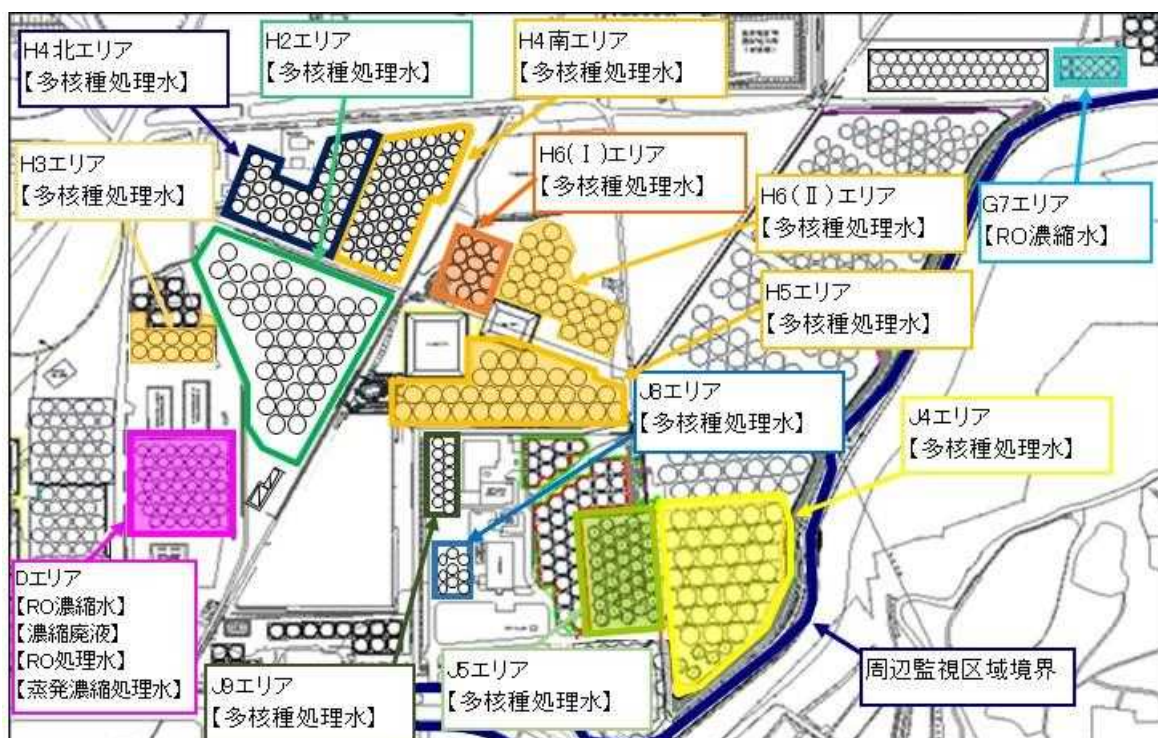 H4北エリア
【多核種処理水】
H2エリア
【多核種処理水】
H4南エリア
【多核種処理水】
H3エリア
【多核種処理水】
H6(Ⅰ)エリア
【多核種処理水】
H6(Ⅱ)エリア
【多核種処理水】
G7エリア
【RO濃縮水】
H5エリア
【多核種処理水】
J8エリア
【多核種処理水】
J4エリア
【多核種処理水】
Dエリア
【RO濃縮水】
【濃縮廃液】
【RO処理水】
【蒸発濃縮処理水】
J9エリア
【多核種処理水】
J5エリア
【多核種処理水】
周辺監視区域境界